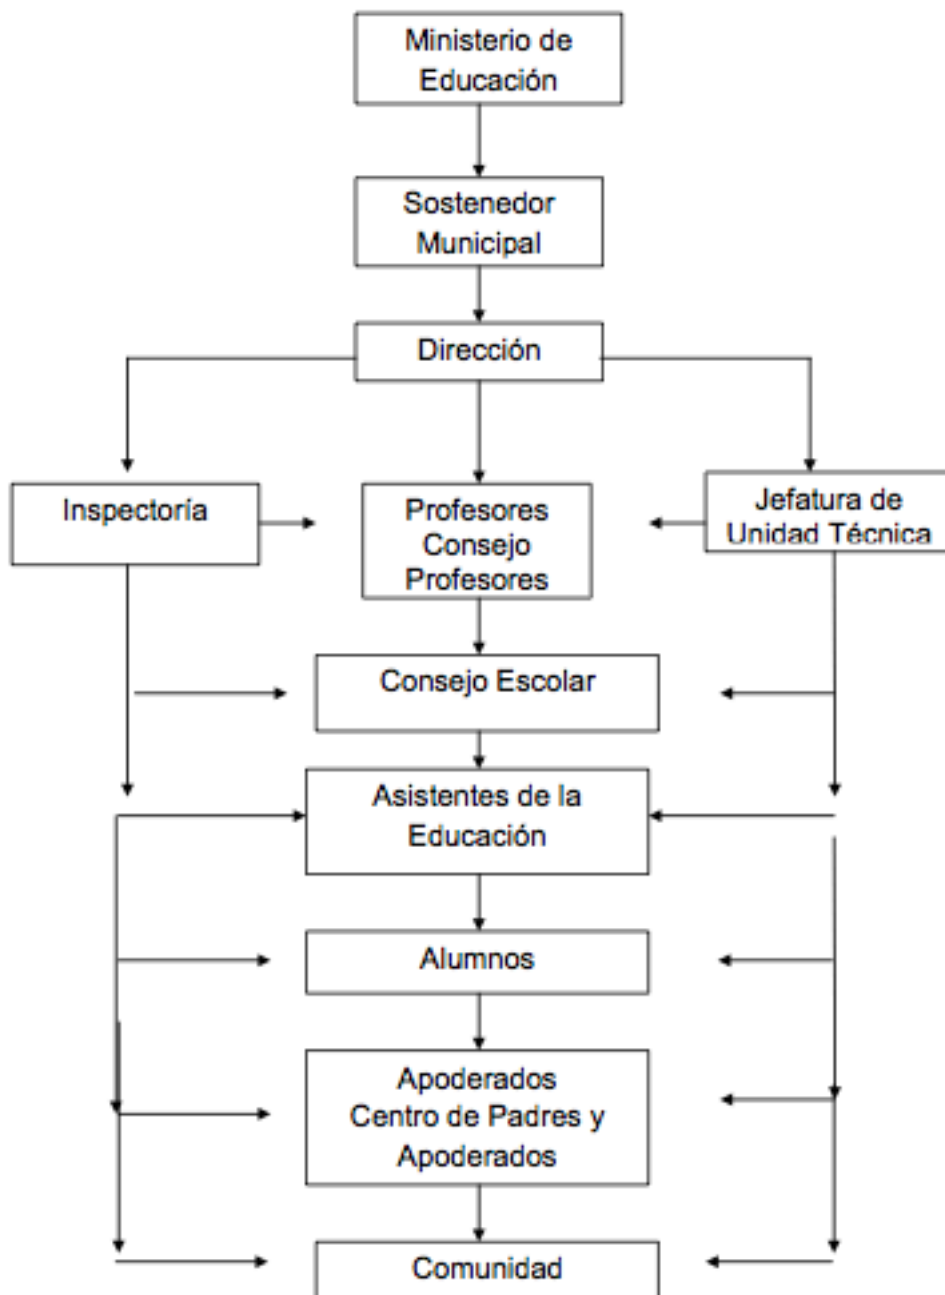 Ministerio de
Educación
Sostenedor
Municipal
Dirección
Inspectoría
Profesores
Consejo
Profesores
Jefatura de
Unidad Técnica
Consejo Escolar
Asistentes de la
Educación
Alumnos
Apoderados
Centro de Padres y
Apoderados
Comunidad